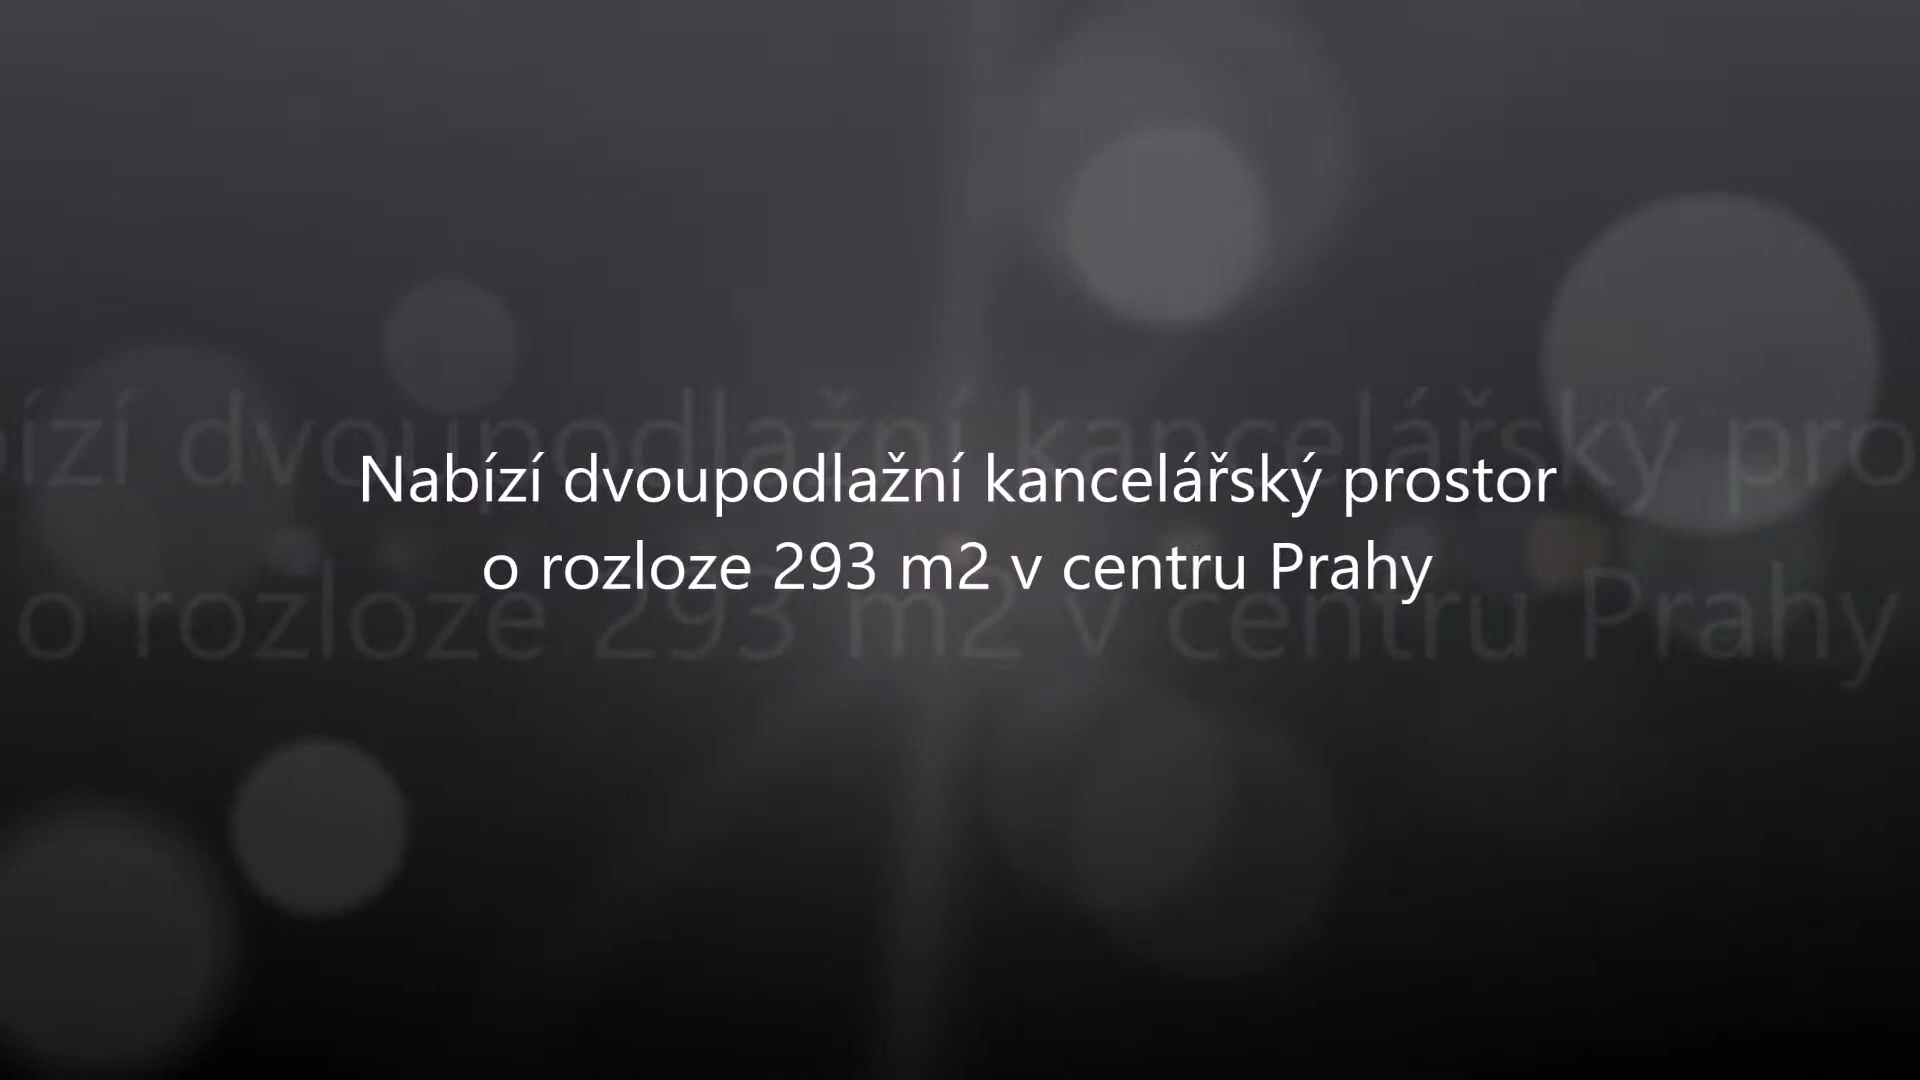 Nabízí dvoupodlažní kancelářský prostor
o rozloze 293 m2 v centru Prahy